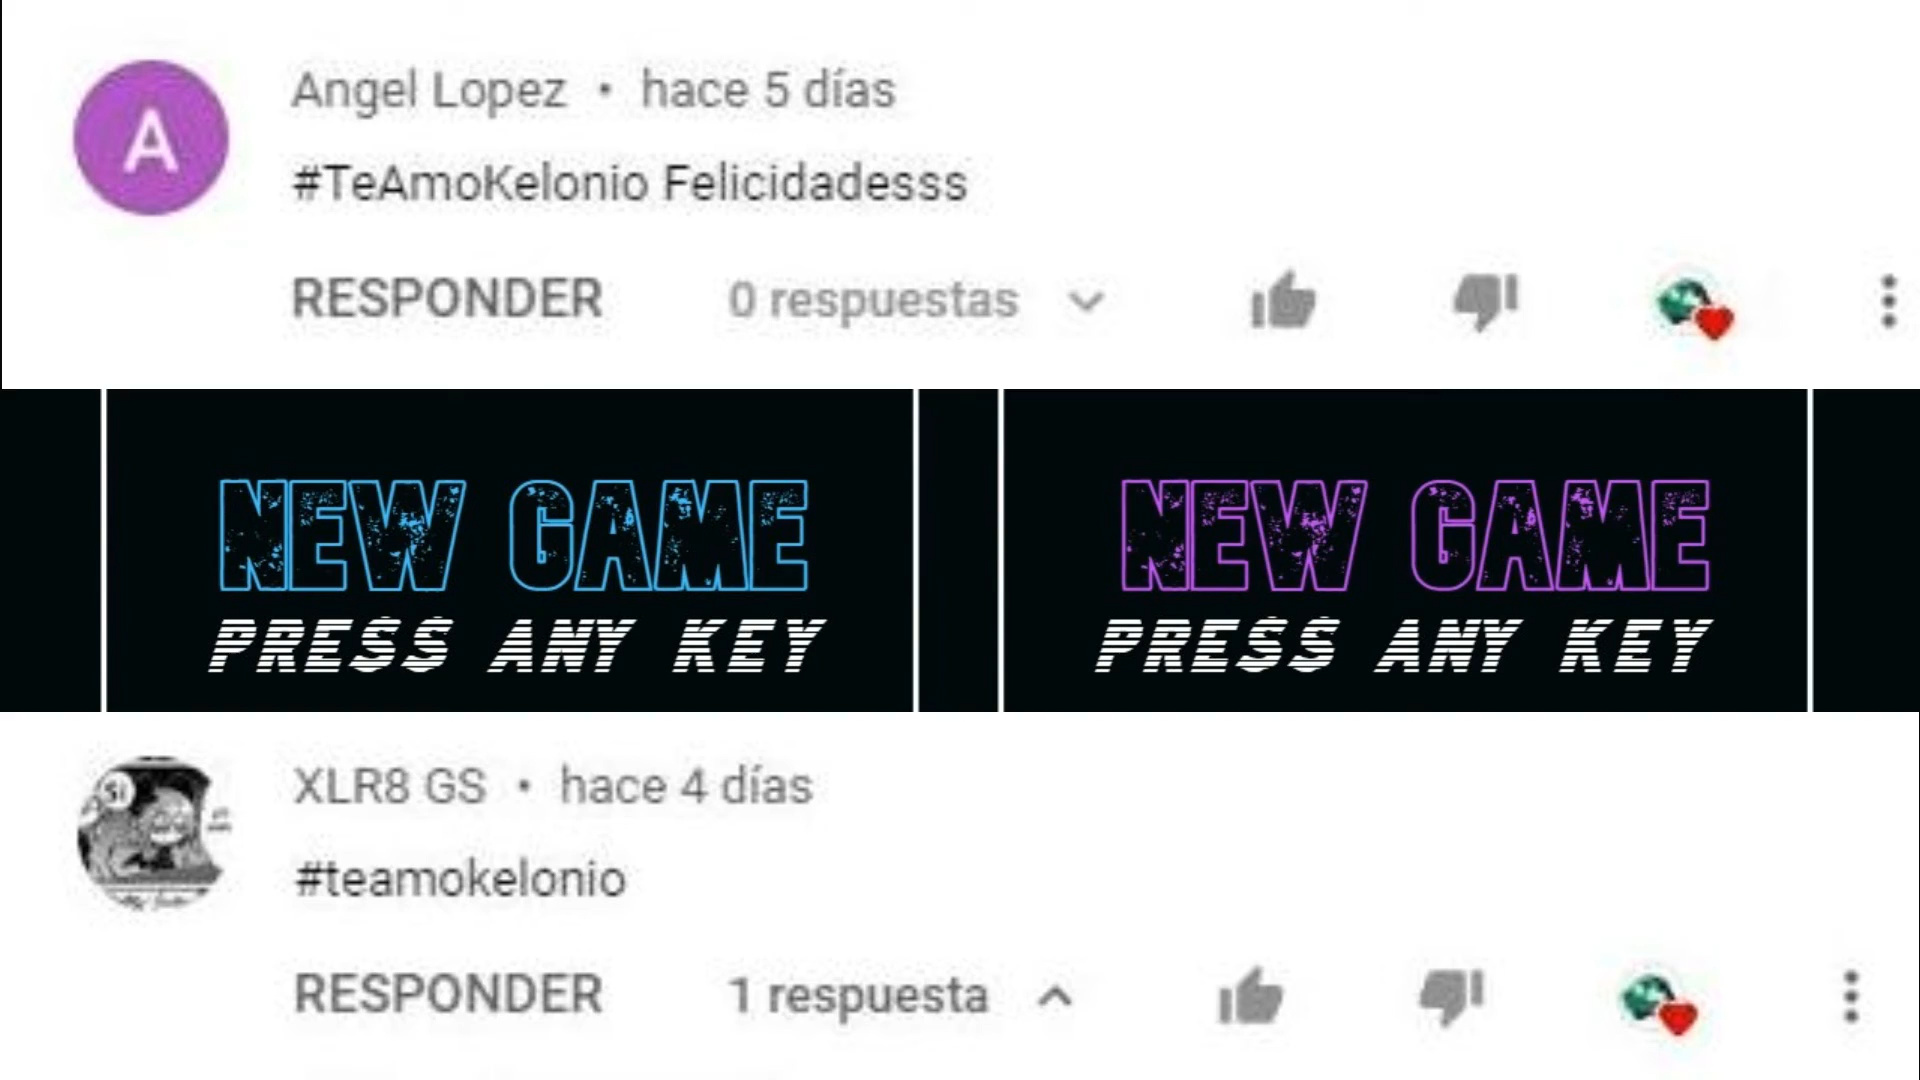 A
Angel Lopez • hace 5 días
#TeAmoKelonio Felicidadesss
RESPONDER 0 respuestas
NEW GAME NEW GAME
PRESS ANY KEY PRESS ANY KEY
SI
XLR8 GS • hace 4 días
#teamokelonio
RESPONDER 1 respuesta